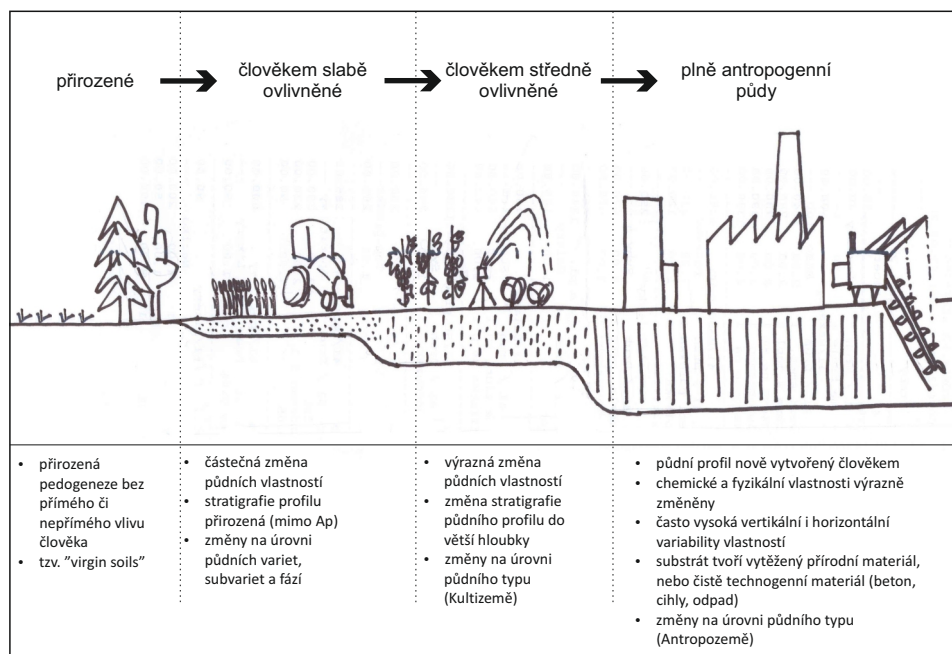 přirozené
člověkem slabě
ovlivněné
člověkem středně
ovlivněné
plně antropogenní
půdy
• přirozená
pedogeneze bez
přímého či
nepřímého vlivu
člověka
• tzv. ”virgin soils”
• částečná změna
půdních vlastností
• stratigrafie profilu
přirozená (mimo Ap)
• změny na úrovni
půdních variet,
subvariet a fází
• výrazná změna
půdních vlastností
• změna stratigrafie
půdního profilu do
větší hloubky
• změny na úrovni
půdního typu
(Kultizemě)
• půdní profil nově vytvořený člověkem
• chemické a fyzikální vlastnosti výrazně
změněny
• často vysoká vertikální i horizontální
variability vlastností
• substrát tvoří vytěžený přírodní materiál,
nebo čistě technogenní materiál (beton,
cihly, odpad)
• změny na úrovni půdního typu
(Antropozemě)